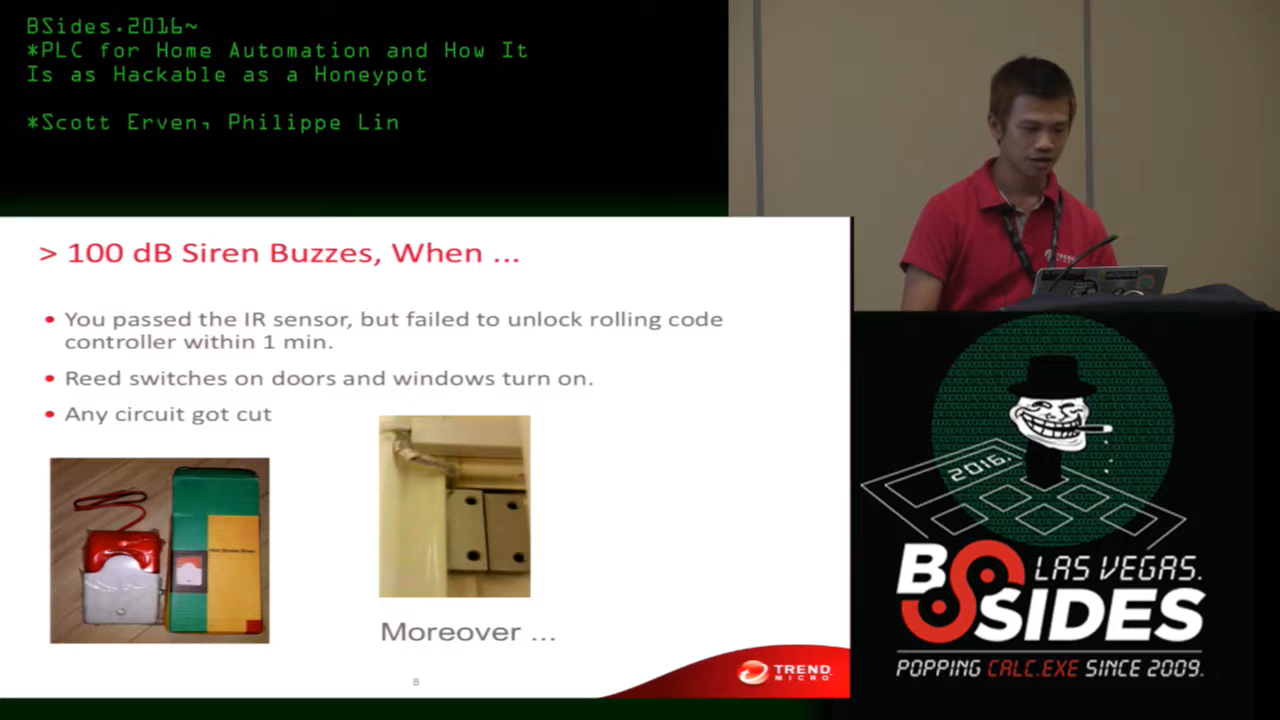 BSides.2016~
*PLC for Home Automation and How It
Is as Hackable as a Honeypot
*Scott Erven, Philippe Lin
> 100 dB Siren Buzzes, When ...
• You passed the IR sensor, but failed to unlock rolling code
controller within 1 min.
• Reed switches on doors and windows turn on.
• Any circuit got cut
Moreover ...
8
TREND
MICRO
TREND
2016.
BSIDES
LAS VEGAS.
POPPING CALC.EXE SINCE 2009.